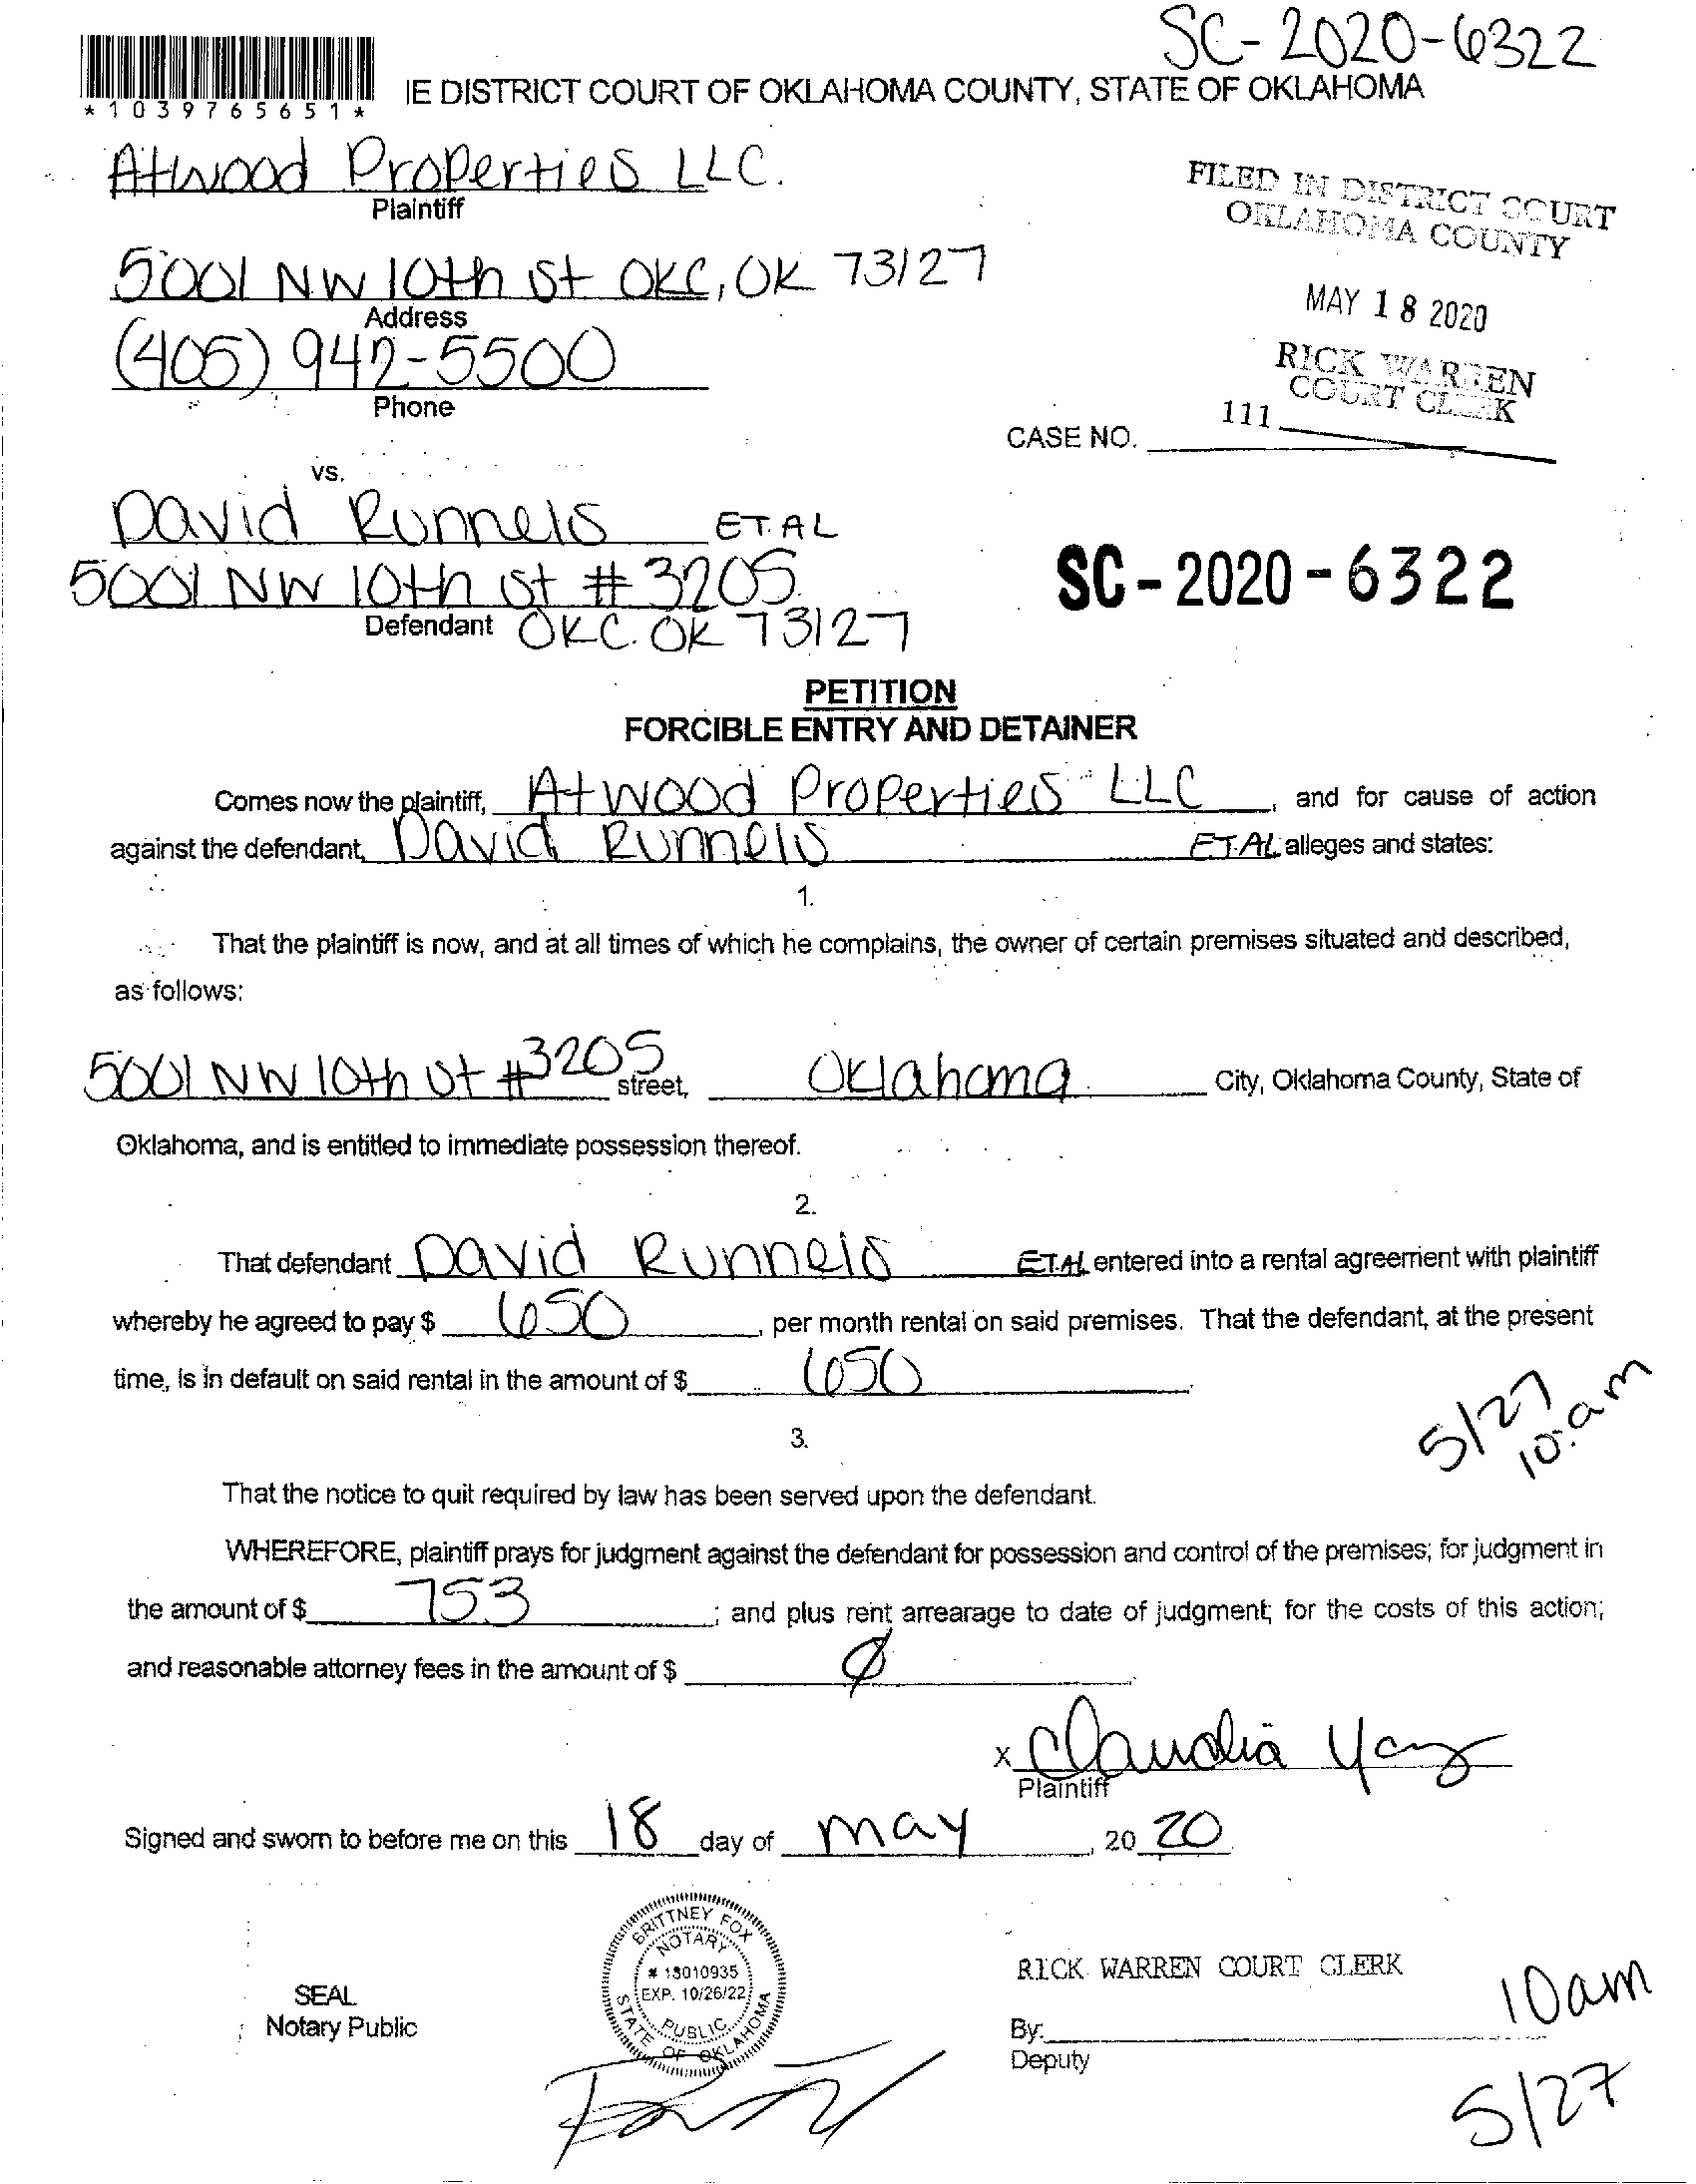 SC-2020-6322
*1039765651*
IE DISTRICT COURT OF OKLAHOMA COUNTY, STATE OF OKLAHOMA
Atwood Properties LLC.
Plaintiff
FILED IN DISTRICT COURT
OKLAHOMA COUNTY
5001 NW 10th St OKC, OK 73127
Address
MAY 18 2020
(405) 942-5500
Phone
RICK WARREN
COURT CLERK
111
CASE NO.
vs.
David Runnels ET.AL
5001 NW 10th St # 3205
Defendant OKC. OK 73127
SC-2020-6322
PETITION
FORCIBLE ENTRY AND DETAINER
Comes now the plaintiff, Atwood Properties LLC, and for cause of action
against the defendant, David Runnels ET.AL alleges and states:
1.
That the plaintiff is now, and at all times of which he complains, the owner of certain premises situated and described,
as follows:
5001 NW 10th St #3205 street, Oklahoma City, Oklahoma County, State of
Oklahoma, and is entitled to immediate possession thereof.
2.
That defendant David Runnels ET.AL entered into a rental agreement with plaintiff
whereby he agreed to pay $ 650, per month rental on said premises. That the defendant, at the present
time, is in default on said rental in the amount of $ 650
5/27
10:am
3.
That the notice to quit required by law has been served upon the defendant.
WHEREFORE, plaintiff prays for judgment against the defendant for possession and control of the premises; for judgment in
the amount of $ 753; and plus rent arrearage to date of judgment; for the costs of this action;
and reasonable attorney fees in the amount of $ ∅
x Claudia
Plaintiff
Signed and sworn to before me on this 18 day of may, 20 20
BRITTNEY FOX
NOTARY
# 18010935
EXP. 10/26/22
PUBLIC
STATE OF OKLAHOMA
SEAL
Notary Public
RICK WARREN COURT CLERK
10am
By:
Deputy
5/27